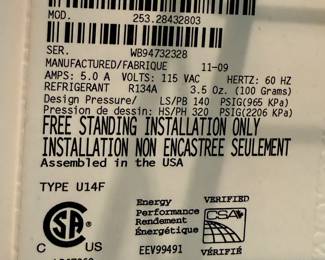 MOD. 253.28432803
SER. WB94732328
MANUFACTURED/FABRIQUE 11-09
AMPS: 5.0 A VOLTS: 115 VAC HERTZ: 60 HZ
REFRIGERANT R134A 3.5 Oz. (100 Grams)
Design Pressure/ LS/PB 140 PSIG(965 KPa)
Pression de dessin: HS/PH 320 PSIG(2206 KPa)
FREE STANDING INSTALLATION ONLY
INSTALLATION NON ENCASTREE SEULEMENT
Assembled in the USA
TYPE U14F
Energy VERIFIED
Performance
Rendement CSA
Énergétique
C US EEV99491 VÉRIFIÉ